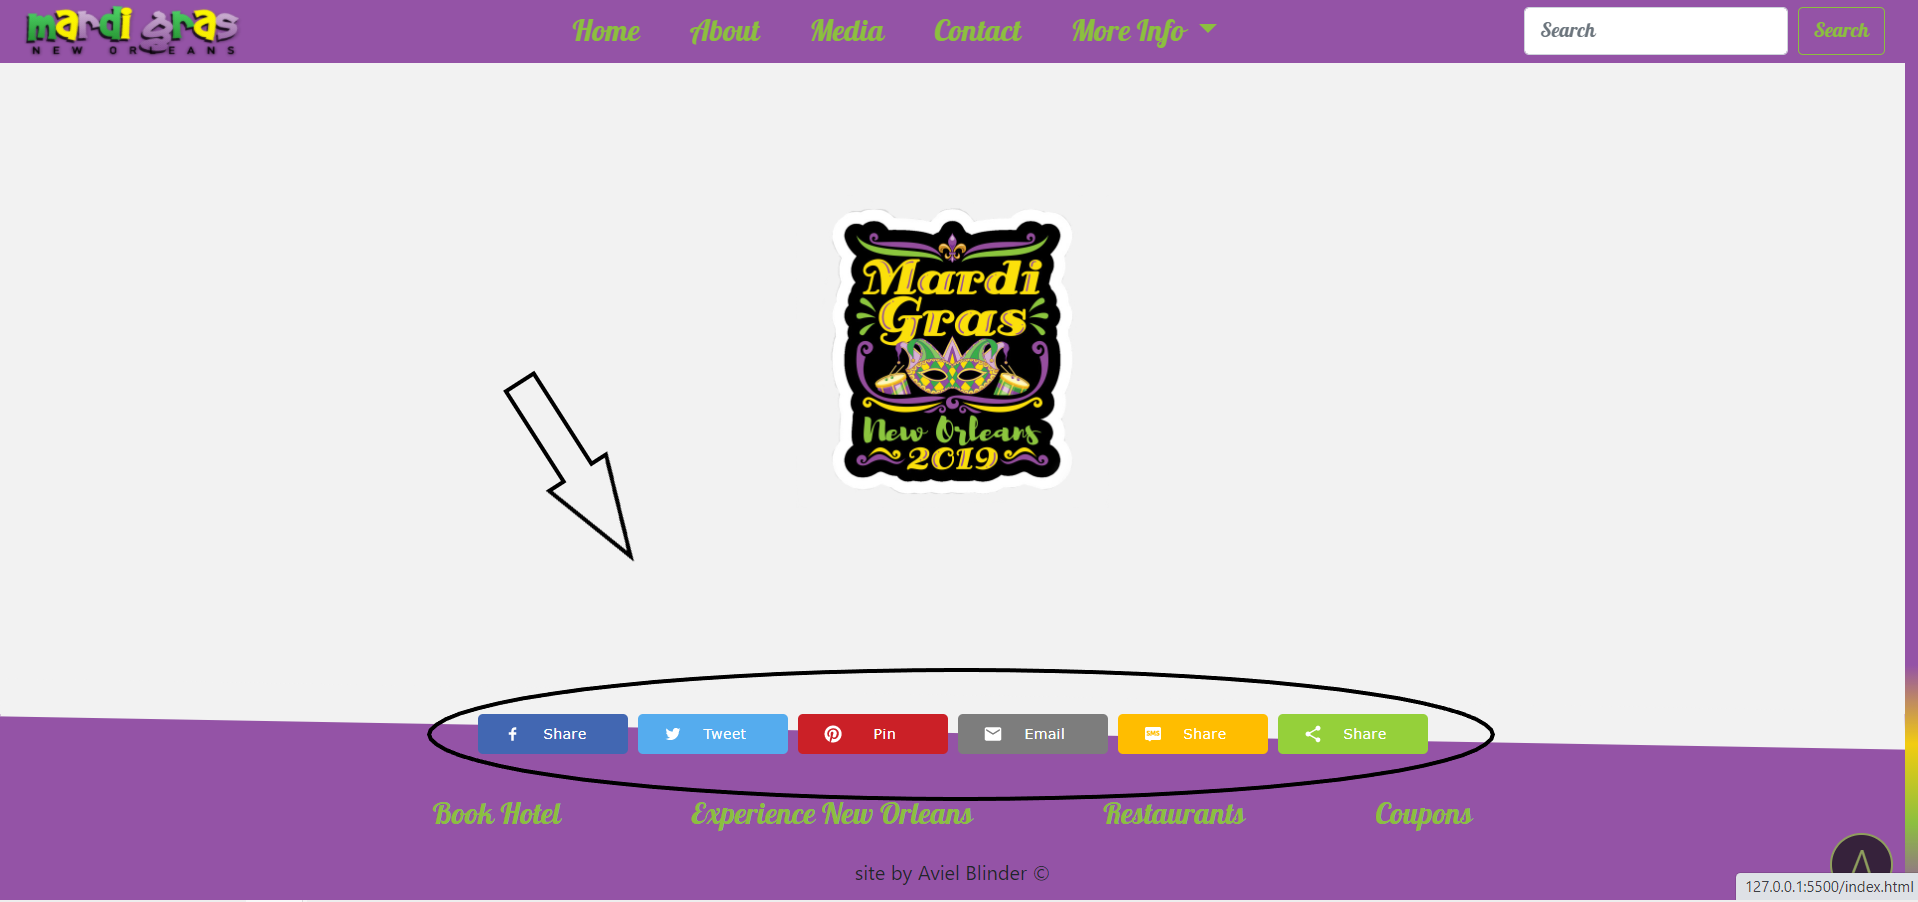 mardi gras
NEW ORLEANS
Home About Media Contact More Info
Search Search
Mardi
Gras
New Orleans
2019
Share Tweet Pin Email SMS Share Share
Book Hotel Experience New Orleans Restaurants Coupons
site by Aviel Blinder ©
127.0.0.1:5500/index.html